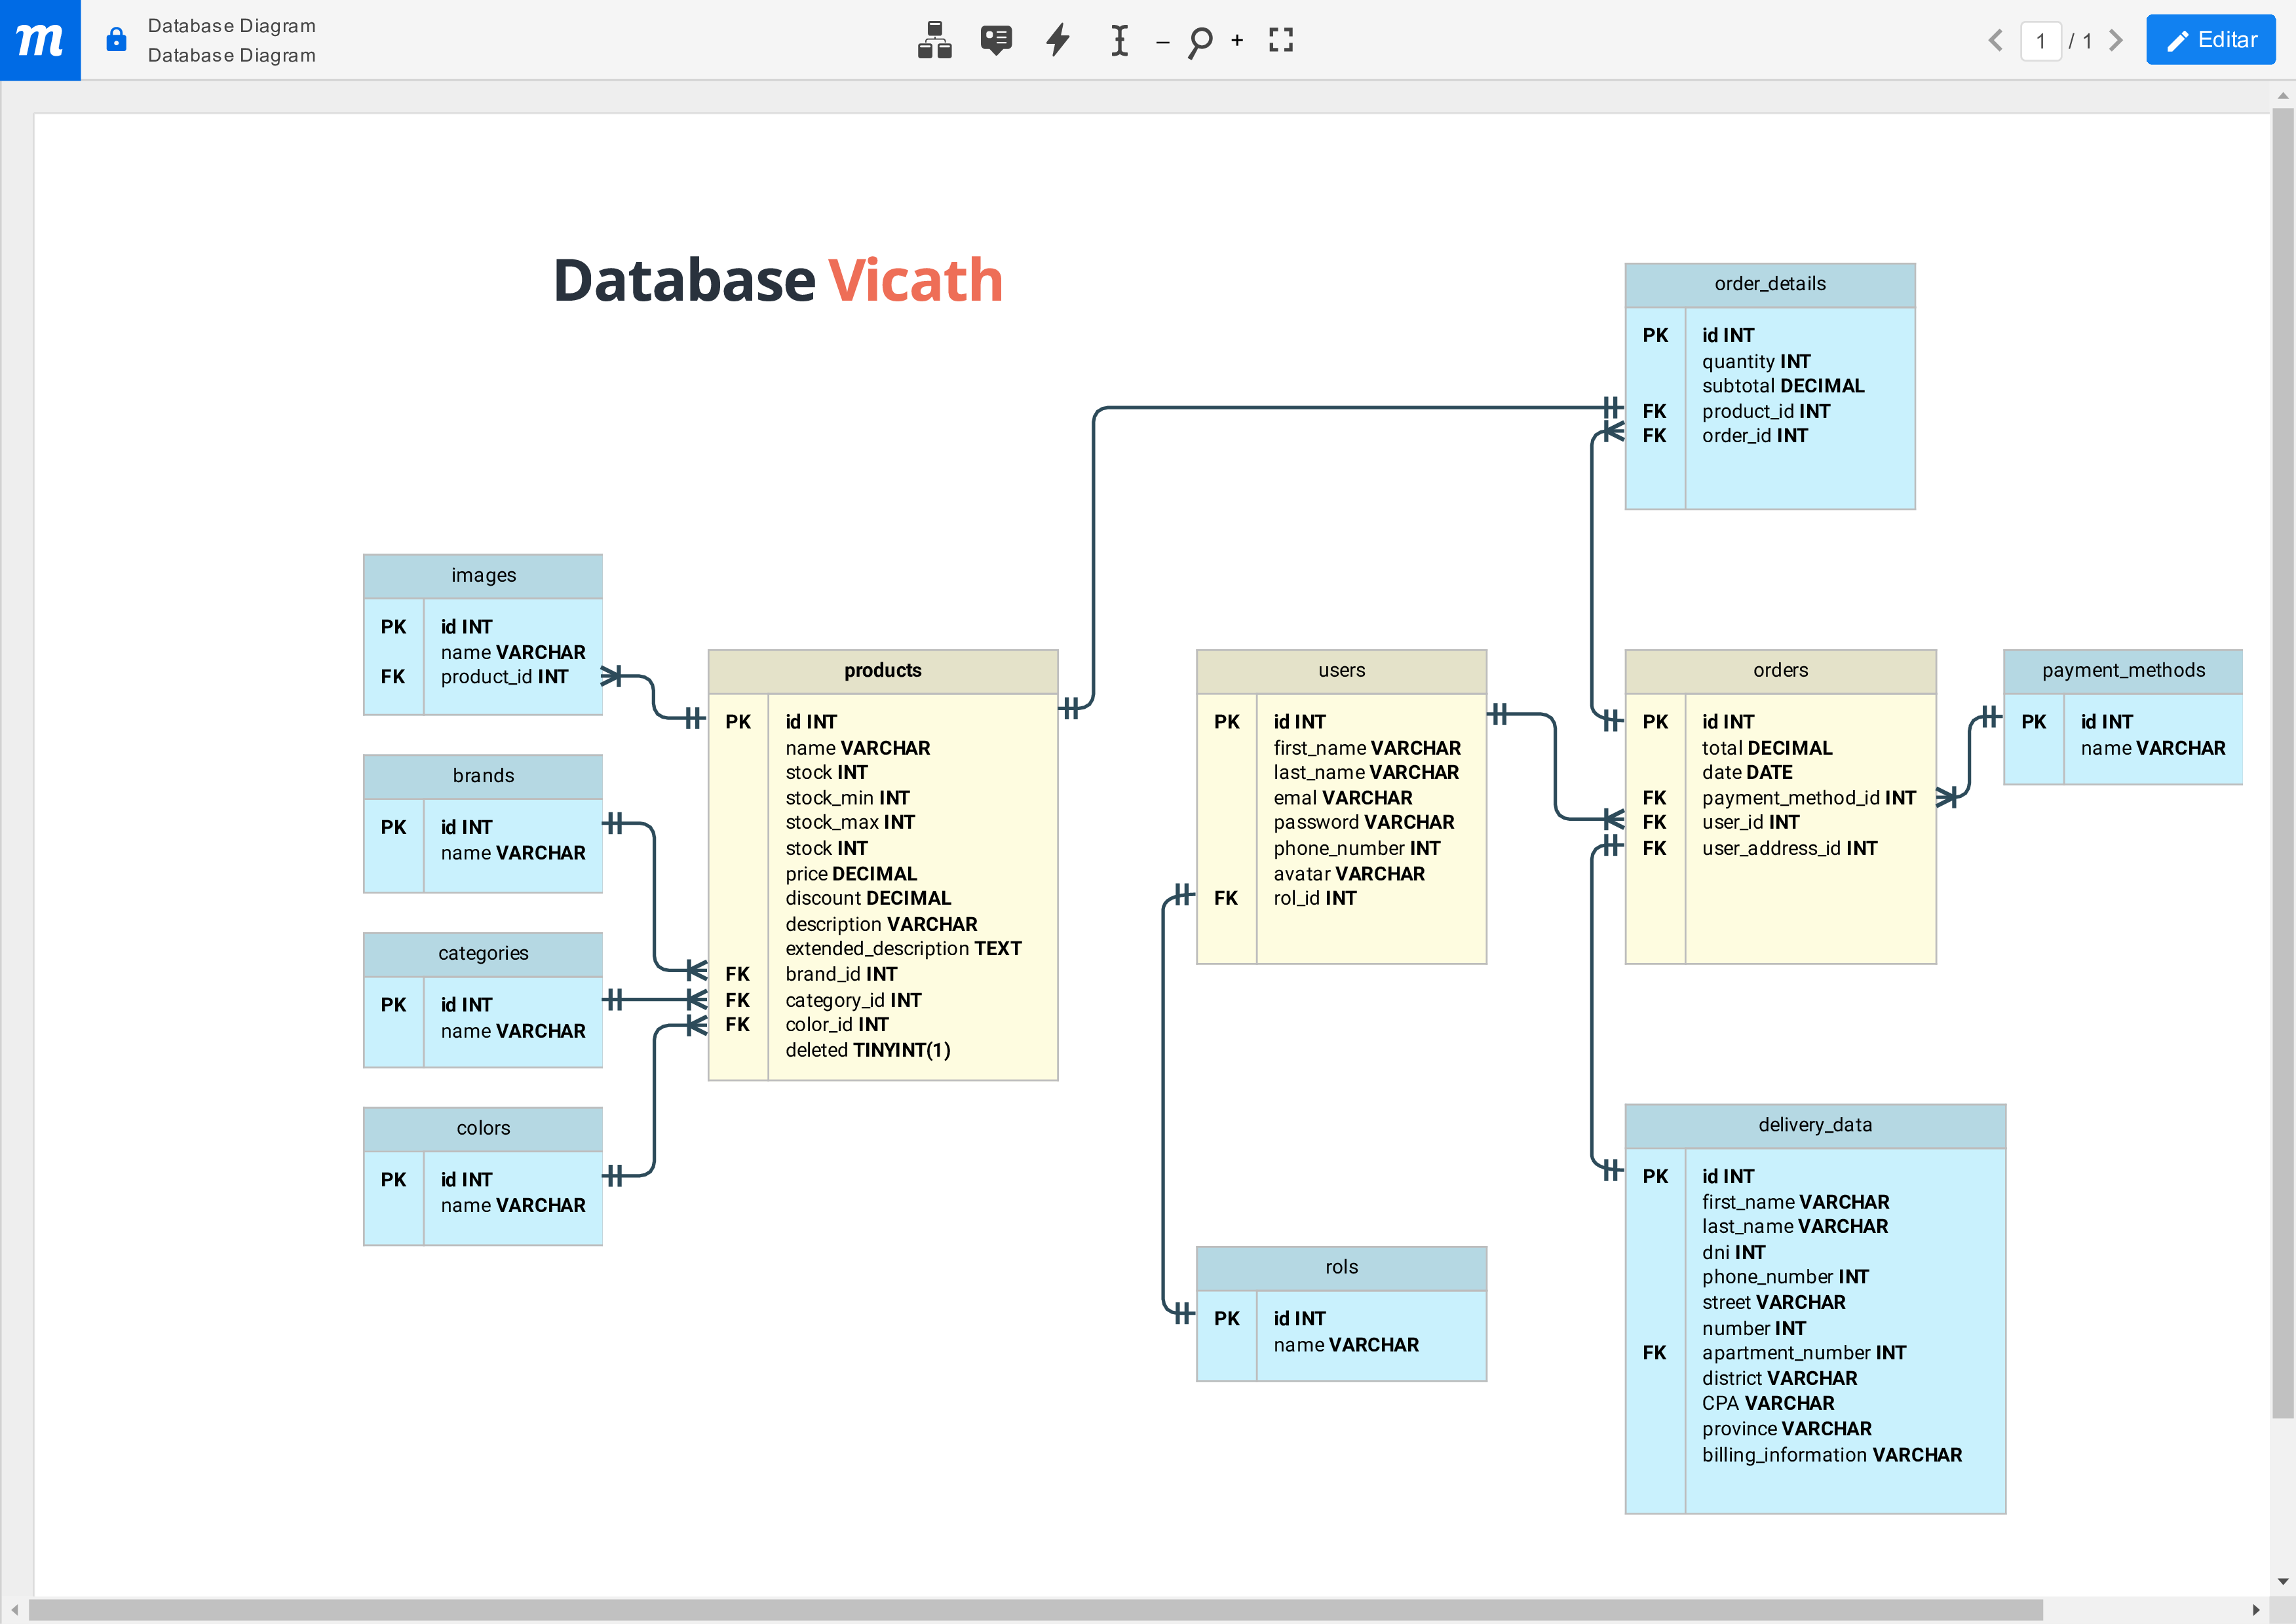 m
Database Diagram
Database Diagram
1 / 1
Editar
Database Vicath
order_details
PK id INT
quantity INT
subtotal DECIMAL
FK product_id INT
FK order_id INT
images
PK id INT
name VARCHAR
FK product_id INT
brands
PK id INT
name VARCHAR
categories
PK id INT
name VARCHAR
colors
PK id INT
name VARCHAR
products
PK id INT
name VARCHAR
stock INT
stock_min INT
stock_max INT
stock INT
price DECIMAL
discount DECIMAL
description VARCHAR
extended_description TEXT
FK brand_id INT
FK category_id INT
FK color_id INT
deleted TINYINT(1)
users
PK id INT
first_name VARCHAR
last_name VARCHAR
emal VARCHAR
password VARCHAR
phone_number INT
avatar VARCHAR
FK rol_id INT
orders
PK id INT
total DECIMAL
date DATE
FK payment_method_id INT
FK user_id INT
FK user_address_id INT
payment_methods
PK id INT
name VARCHAR
rols
PK id INT
name VARCHAR
delivery_data
PK id INT
first_name VARCHAR
last_name VARCHAR
dni INT
phone_number INT
street VARCHAR
number INT
FK apartment_number INT
district VARCHAR
CPA VARCHAR
province VARCHAR
billing_information VARCHAR